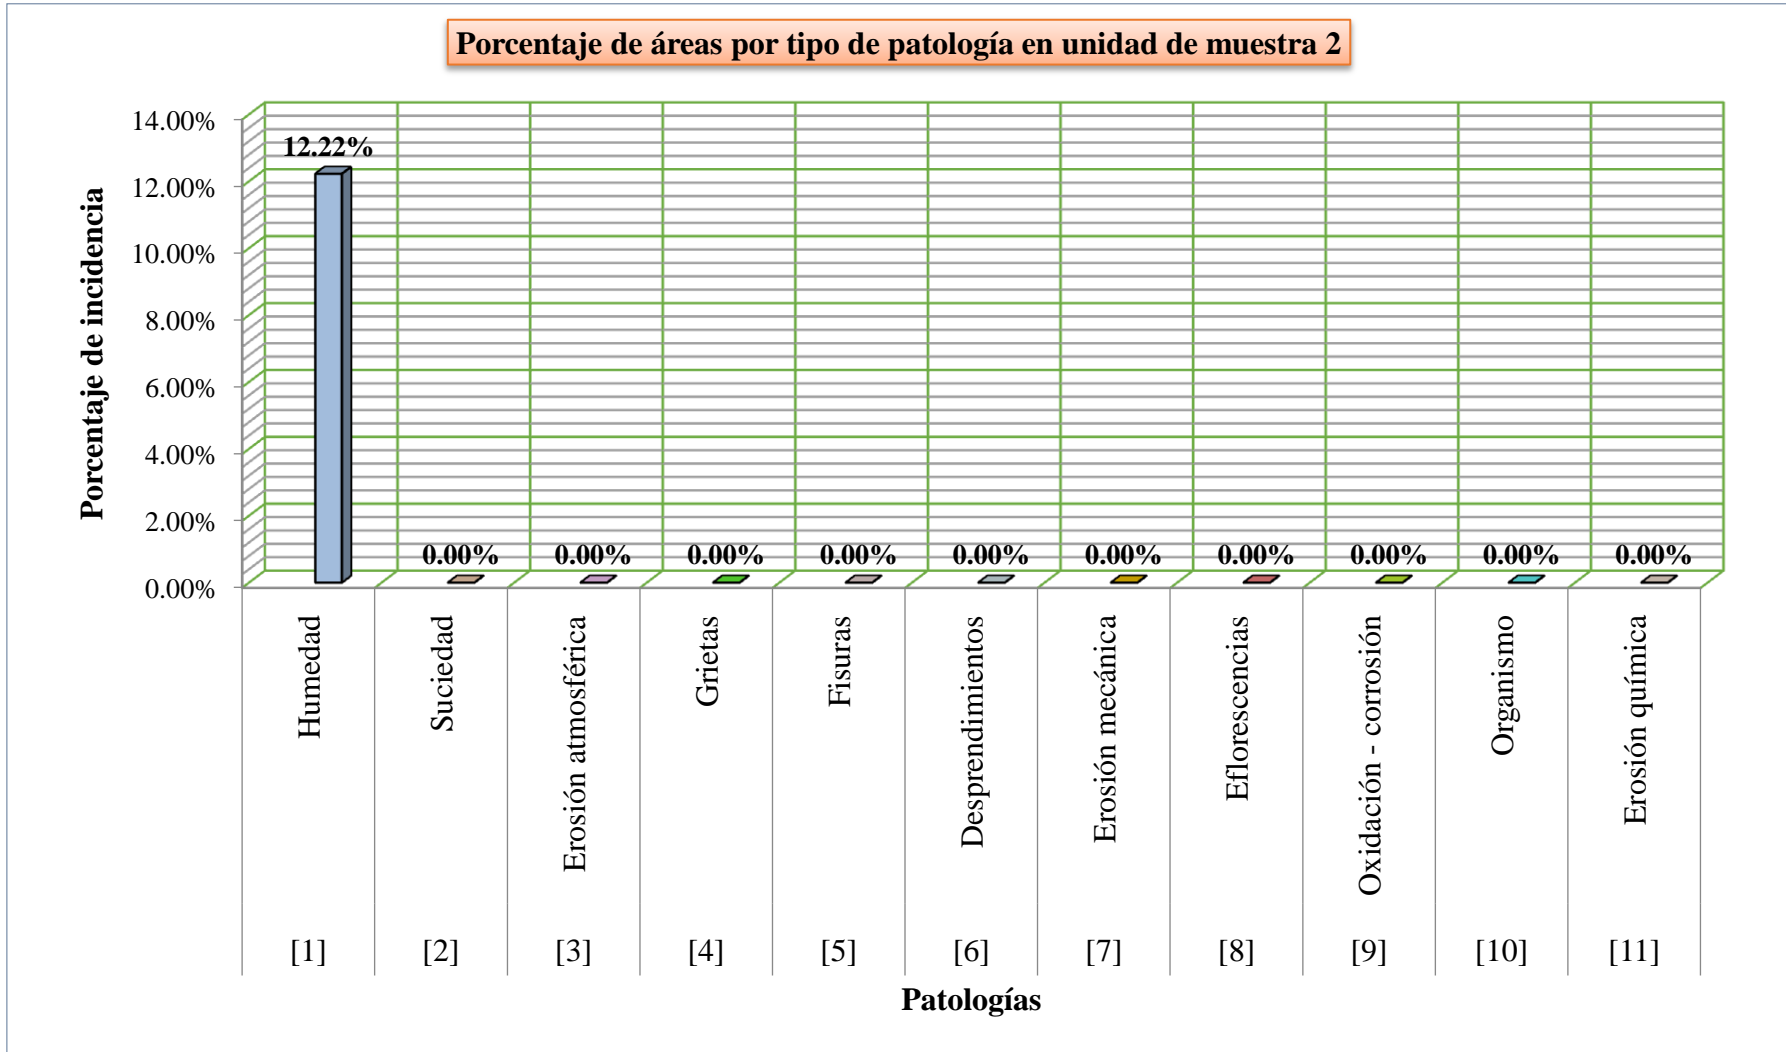 Porcentaje de áreas por tipo de patología en unidad de muestra 2
Porcentaje de incidencia
14.00%
12.00%
10.00%
8.00%
6.00%
4.00%
2.00%
0.00%
12.22%
0.00%
0.00%
0.00%
0.00%
0.00%
0.00%
0.00%
0.00%
0.00%
0.00%
Humedad
Suciedad
Erosión atmosférica
Grietas
Fisuras
Desprendimientos
Erosión mecánica
Eflorescencias
Oxidación - corrosión
Organismo
Erosión química
[1] [2] [3] [4] [5] [6] [7] [8] [9] [10] [11]
Patologías